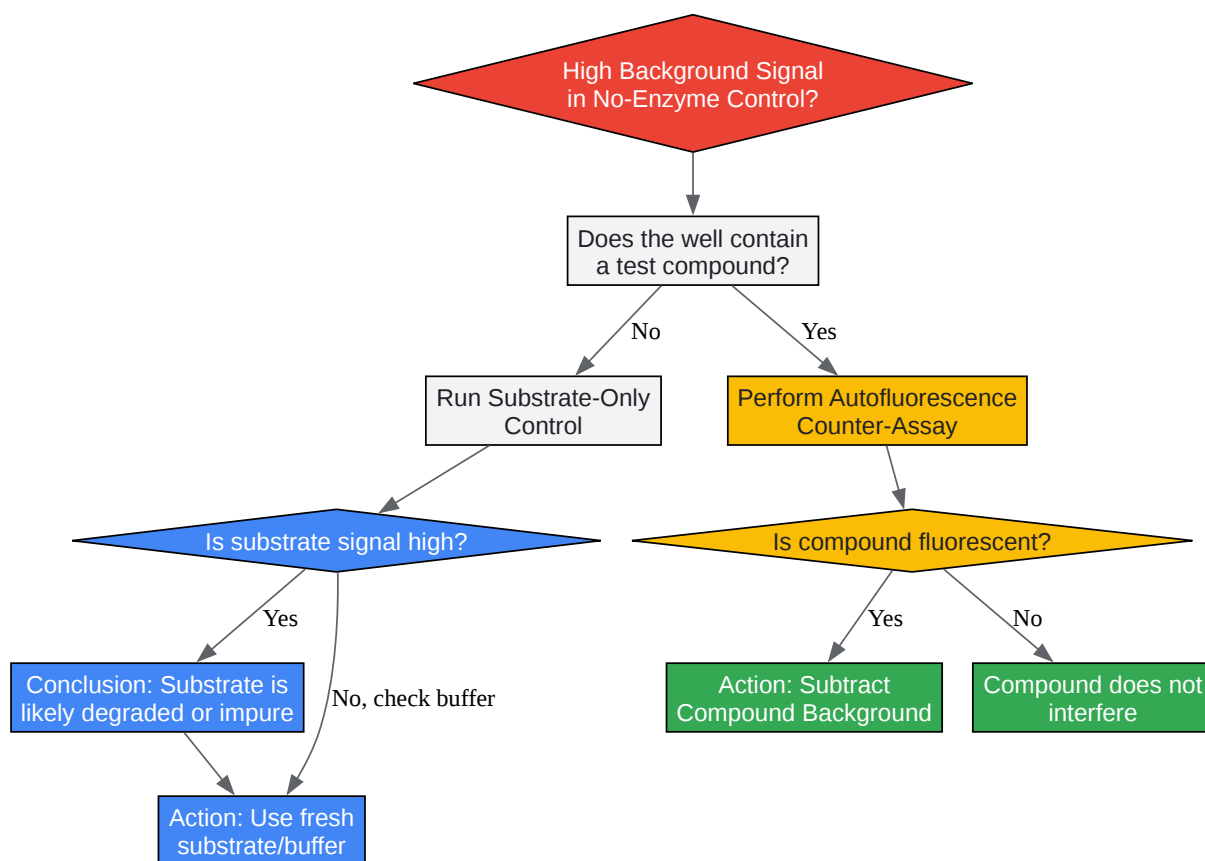 High Background Signal
in No-Enzyme Control?
Does the well contain
a test compound?
No
Yes
Run Substrate-Only
Control
Perform Autofluorescence
Counter-Assay
Is substrate signal high?
Is compound fluorescent?
Yes
No, check buffer
Yes
No
Conclusion: Substrate is
likely degraded or impure
Action: Subtract
Compound Background
Compound does not
interfere
Action: Use fresh
substrate/buffer